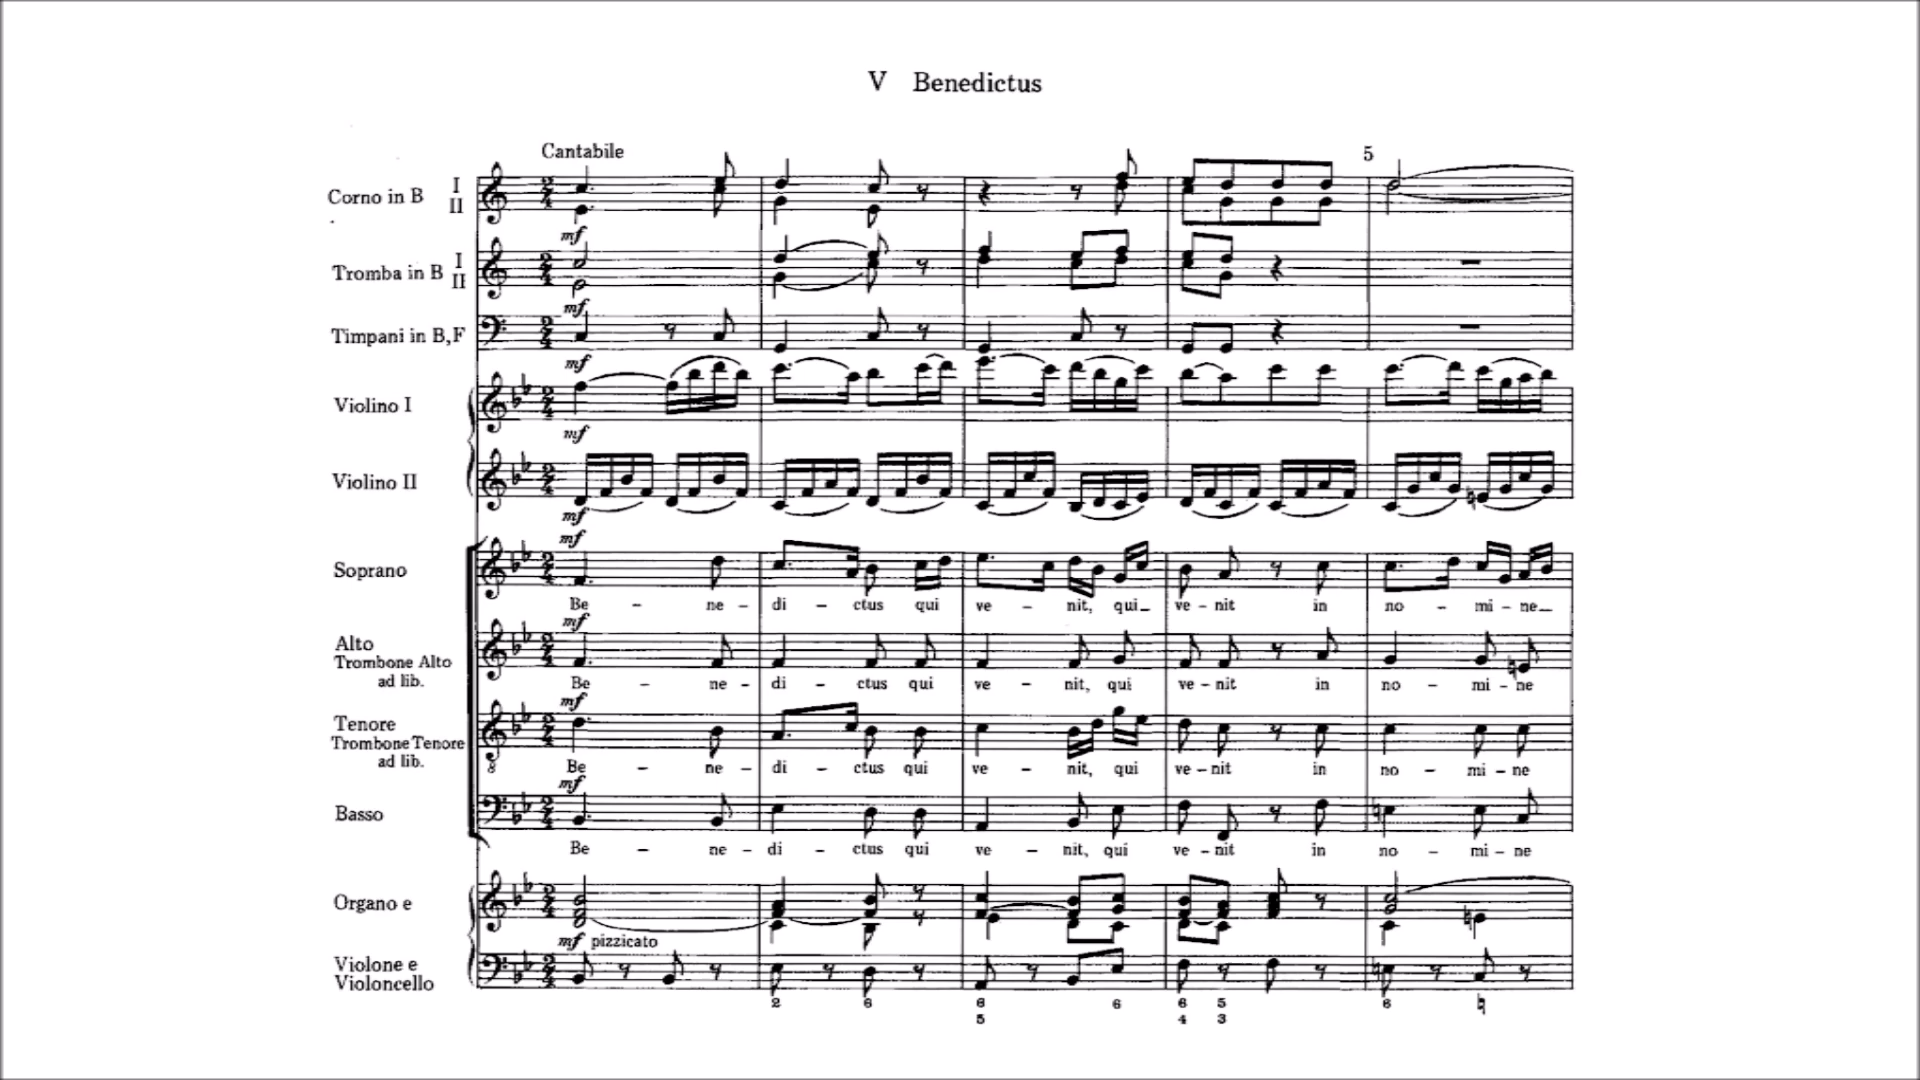 V Benedictus
Cantabile
5
Corno in B I
II
mf
Tromba in B I
II
mf
Timpani in B, F
mf
Violino I
mf
Violino II
mf
mf
Soprano
Be - ne - di - ctus qui ve - nit, qui ve - nit in no - mi - ne
mf
Alto
Trombone Alto
ad lib.
Be - ne - di - ctus qui ve - nit, qui ve - nit in no - mi - ne
mf
Tenore
Trombone Tenore
ad lib.
8
Be - ne - di - ctus qui ve - nit, qui ve - nit in no - mi - ne
mf
Basso
Be - ne - di - ctus qui ve - nit, qui ve - nit in no - mi - ne
Organo e
mf pizzicato
Violone e
Violoncello
2 6 6 6 6 5 6
5 4 3